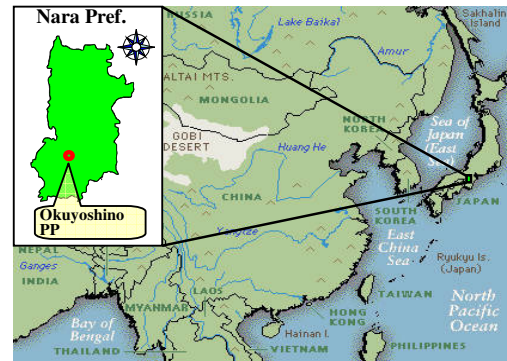 Nara Pref.
Okuyoshino
PP
RUSSIA
Lake Baikal
Sakhalin
Island
Amur
ALTAI MTS.
MONGOLIA
GOBI
DESERT
Huang He
NORTH
KOREA
Sea of
Japan (East
Sea)
JAPAN
SOUTH
KOREA
CHINA
Yangtze
East
China
Sea
Ryukyu Is.
(Japan)
NEPAL
Ganges
INDIA
TAIWAN
North
Pacific
Ocean
LAOS
MYANMAR
HONG
KONG
Bay of
Bengal
Hainan I.
THAILAND
VIETNAM
PHILIPPINES